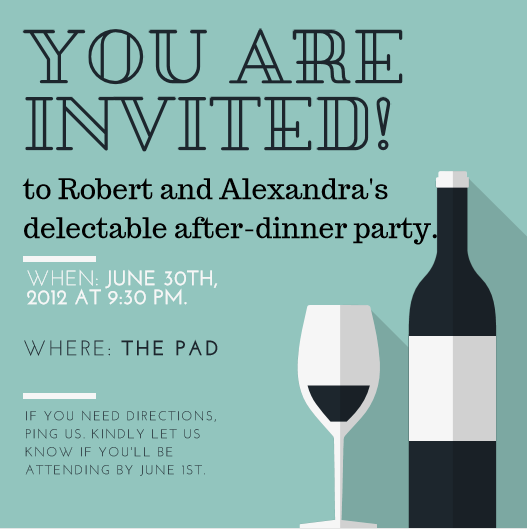 YOU ARE
INVITED!
to Robert and Alexandra's
delectable after-dinner party.
WHEN: JUNE 30TH,
2012 AT 9:30 PM.
WHERE: THE PAD
IF YOU NEED DIRECTIONS,
PING US. KINDLY LET US
KNOW IF YOU'LL BE
ATTENDING BY JUNE 1ST.